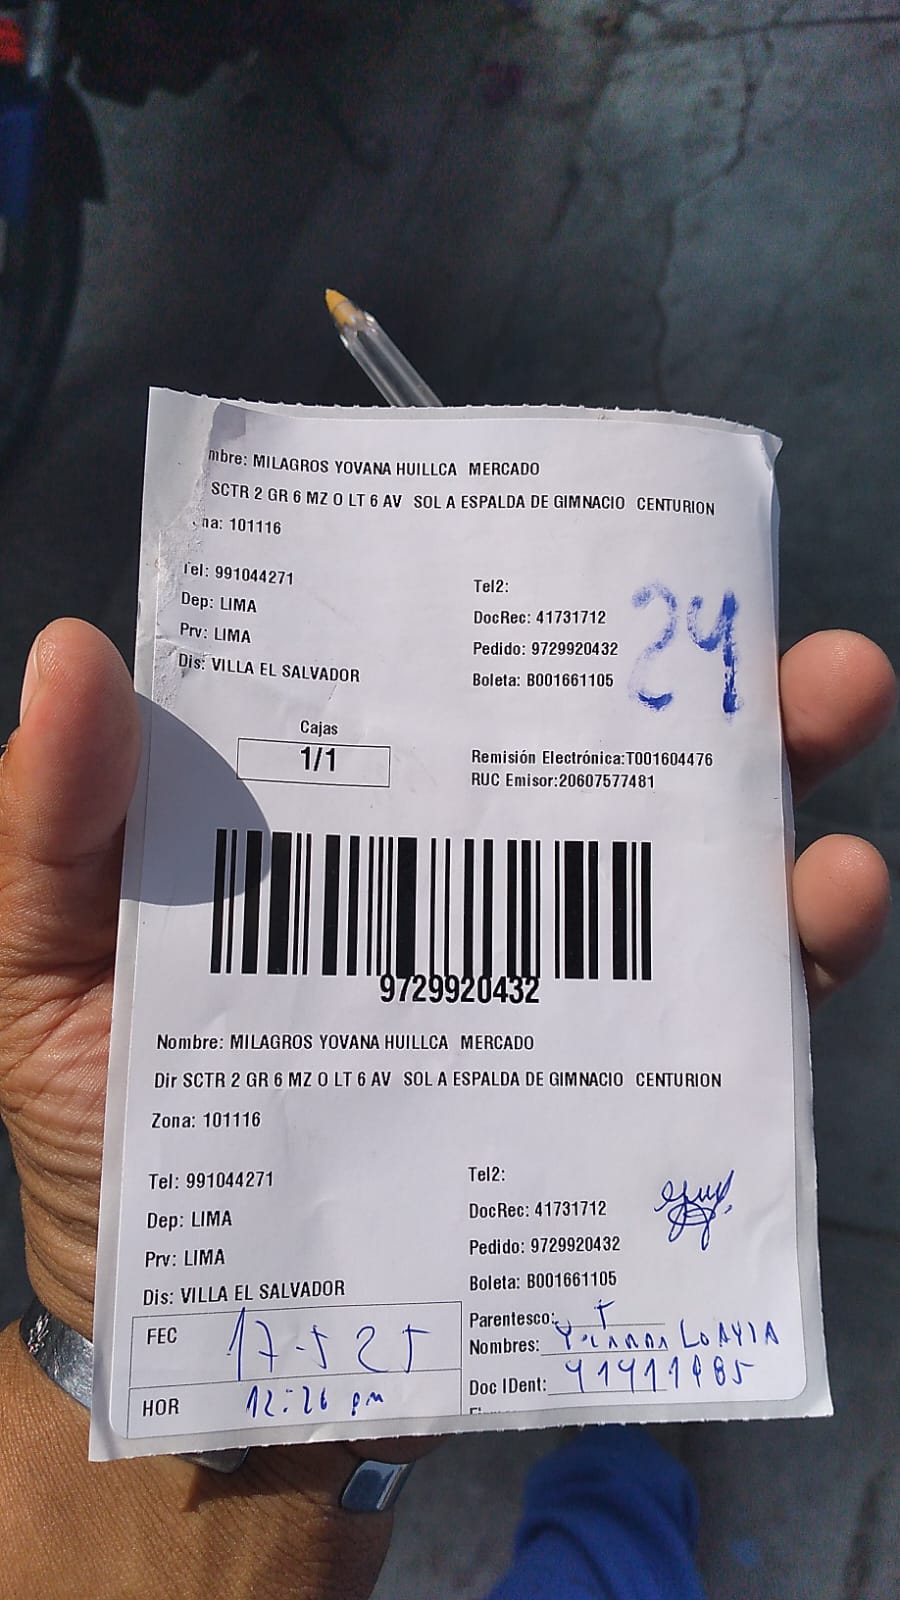 mbre: MILAGROS YOVANA HUILLCA MERCADO
SCTR 2 GR 6 MZ O LT 6 AV SOL A ESPALDA DE GIMNACIO CENTURION
na: 101116
Tel: 991044271
Tel2:
Dep: LIMA
DocRec: 41731712
Prv: LIMA
Pedido: 9729920432
Dis: VILLA EL SALVADOR
Boleta: B001661105
24
Cajas
1/1
Remisión Electrónica:T001604476
RUC Emisor:20607577481
9729920432
Nombre: MILAGROS YOVANA HUILLCA MERCADO
Dir SCTR 2 GR 6 MZ O LT 6 AV SOL A ESPALDA DE GIMNACIO CENTURION
Zona: 101116
Tel: 991044271
Tel2:
Dep: LIMA
DocRec: 41731712
Prv: LIMA
Pedido: 9729920432
Dis: VILLA EL SALVADOR
Boleta: B001661105
FEC 17-5 25
Parentesco:
Nombres: LOAYIA
HOR 12:26 pm
Doc IDent: